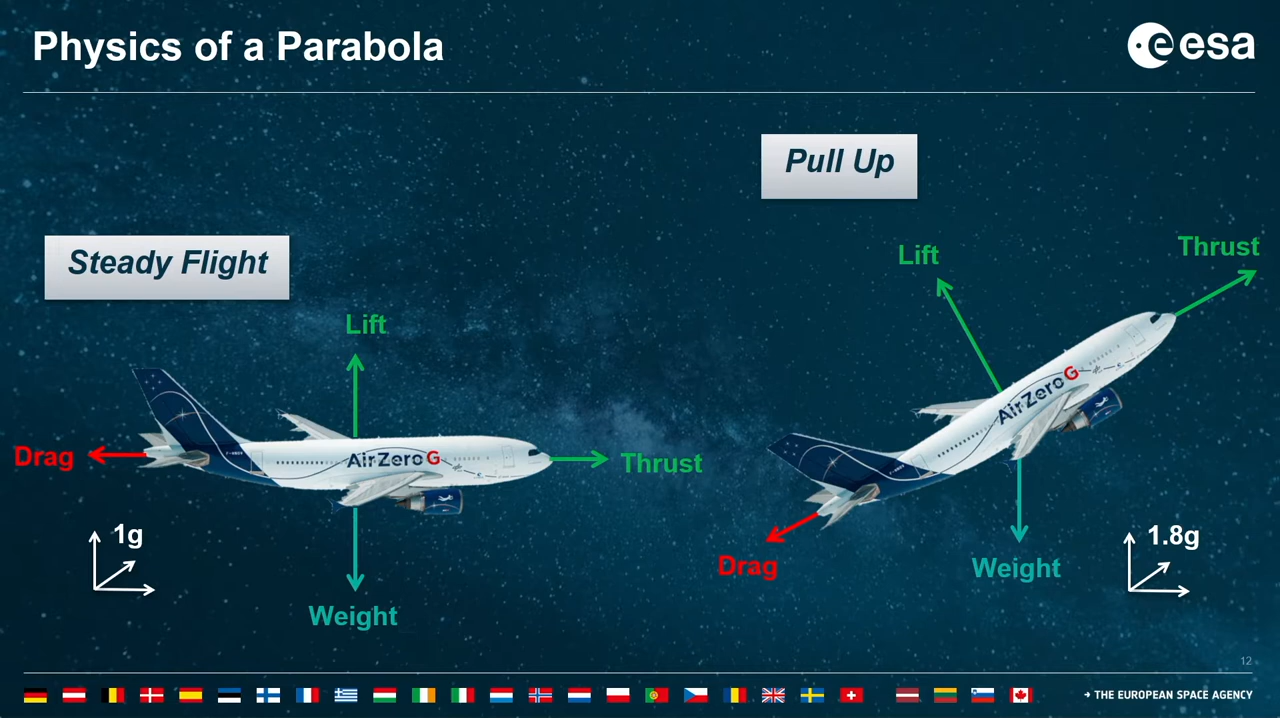 Physics of a Parabola
esa
Steady Flight
Lift
Drag
AirZeroG
Thrust
1g
Weight
Pull Up
Lift
Thrust
AirZeroG
Drag
Weight
1.8g
12
→ THE EUROPEAN SPACE AGENCY